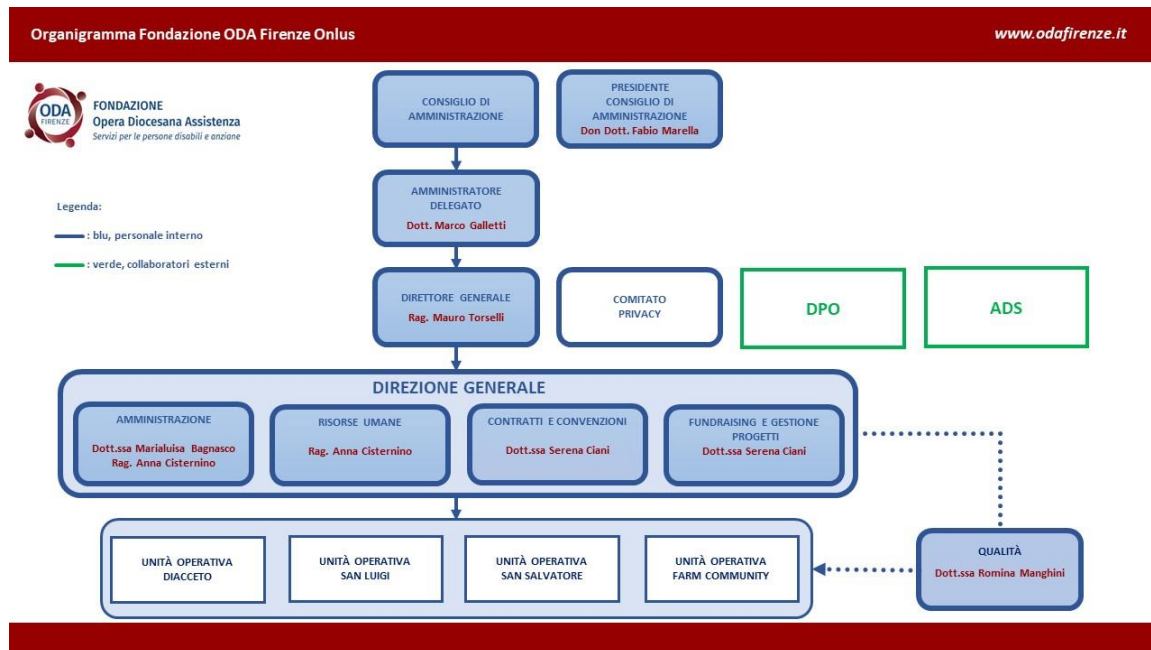 Organigramma Fondazione ODA Firenze Onlus
www.odafirenze.it
ODA
FIRENZE
FONDAZIONE
Opera Diocesana Assistenza
Servizi per le persone disabili e anziane
CONSIGLIO DI
AMMINISTRAZIONE
PRESIDENTE
CONSIGLIO DI
AMMINISTRAZIONE
Don Dott. Fabio Marella
AMMINISTRATORE
DELEGATO
Dott. Marco Galletti
Legenda:
: blu, personale interno
: verde, collaboratori esterni
DIRETTORE GENERALE
Rag. Mauro Torselli
COMITATO
PRIVACY
DPO
ADS
DIREZIONE GENERALE
AMMINISTRAZIONE
Dott.ssa Marialuisa Bagnasco
Rag. Anna Cisternino
RISORSE UMANE
Rag. Anna Cisternino
CONTRATTI E CONVENZIONI
Dott.ssa Serena Ciani
FUNDRAISING E GESTIONE
PROGETTI
Dott.ssa Serena Ciani
UNITÀ OPERATIVA
DIACCETO
UNITÀ OPERATIVA
SAN LUIGI
UNITÀ OPERATIVA
SAN SALVATORE
UNITÀ OPERATIVA
FARM COMMUNITY
QUALITÀ
Dott.ssa Romina Manghini